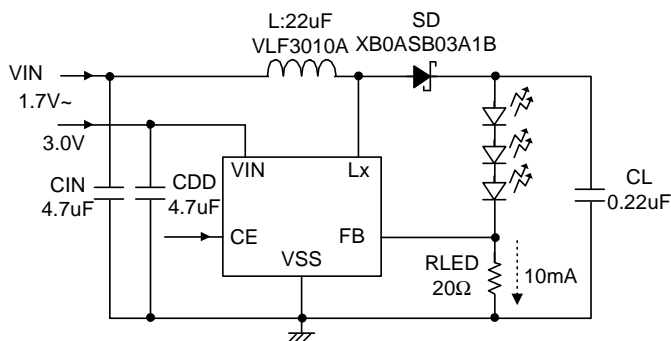 L:22uF
VLF3010A
SD
XB0ASB03A1B
VIN
1.7V~
3.0V
VIN
Lx
CIN
4.7uF
CDD
4.7uF
CL
0.22uF
CE
FB
VSS
RLED
20Ω
10mA